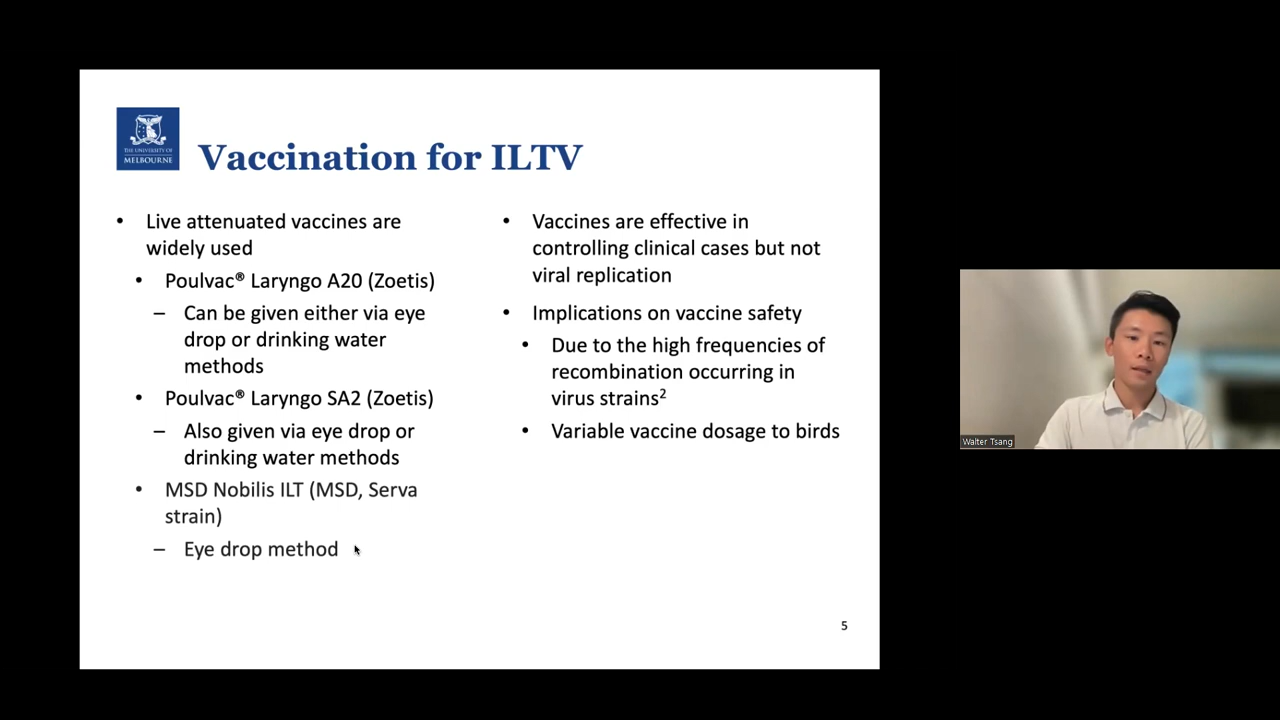 THE UNIVERSITY OF
MELBOURNE
Vaccination for ILTV
• Live attenuated vaccines are
widely used
• Poulvac® Laryngo A20 (Zoetis)
– Can be given either via eye
drop or drinking water
methods
• Poulvac® Laryngo SA2 (Zoetis)
– Also given via eye drop or
drinking water methods
• MSD Nobilis ILT (MSD, Serva
strain)
– Eye drop method
• Vaccines are effective in
controlling clinical cases but not
viral replication
• Implications on vaccine safety
• Due to the high frequencies of
recombination occurring in
virus strains²
• Variable vaccine dosage to birds
5
Walter Tsang